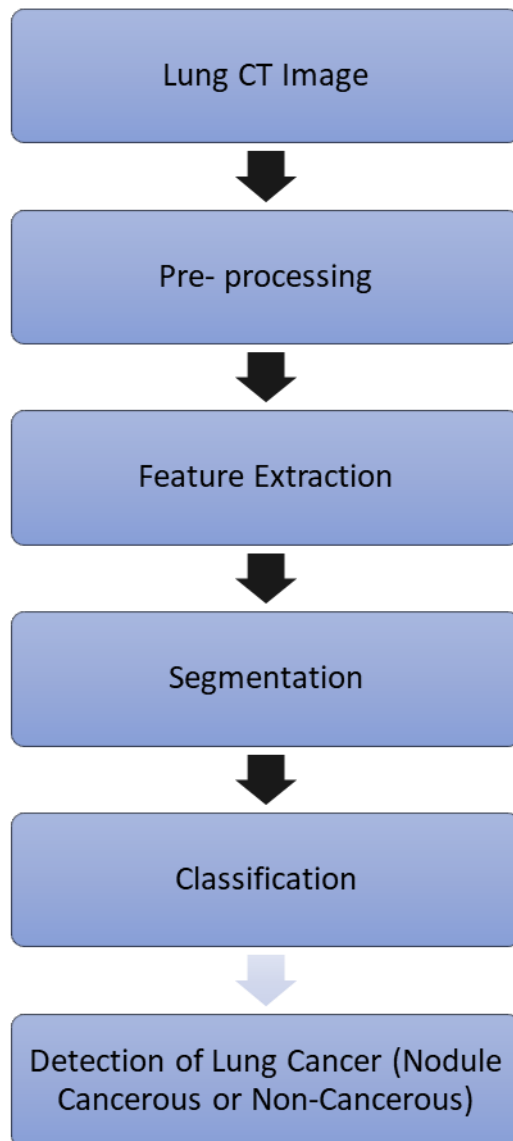 Lung CT Image
Pre- processing
Feature Extraction
Segmentation
Classification
Detection of Lung Cancer (Nodule
Cancerous or Non-Cancerous)